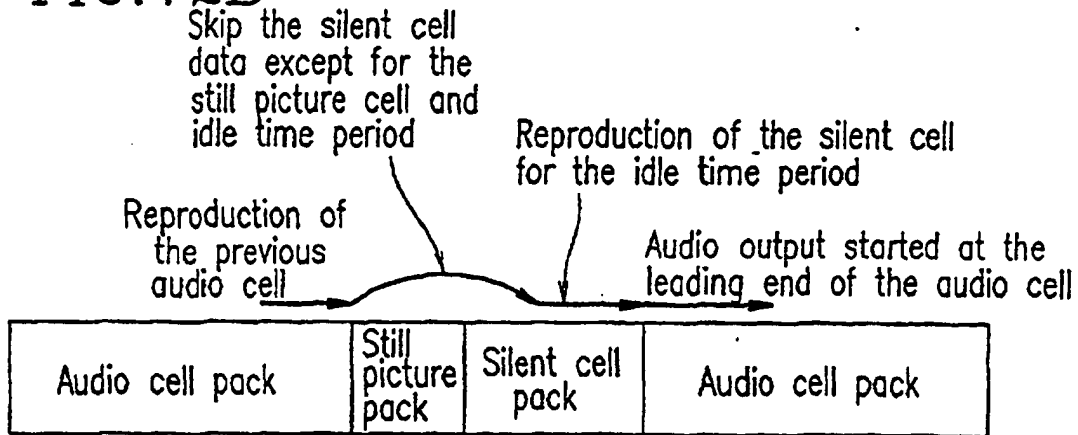 Skip the silent cell
data except for the
still picture cell and
idle time period
Reproduction of the silent cell
for the idle time period
Reproduction of
the previous
audio cell
Audio output started at the
leading end of the audio cell
Audio cell pack
Still
picture
pack
Silent cell
pack
Audio cell pack